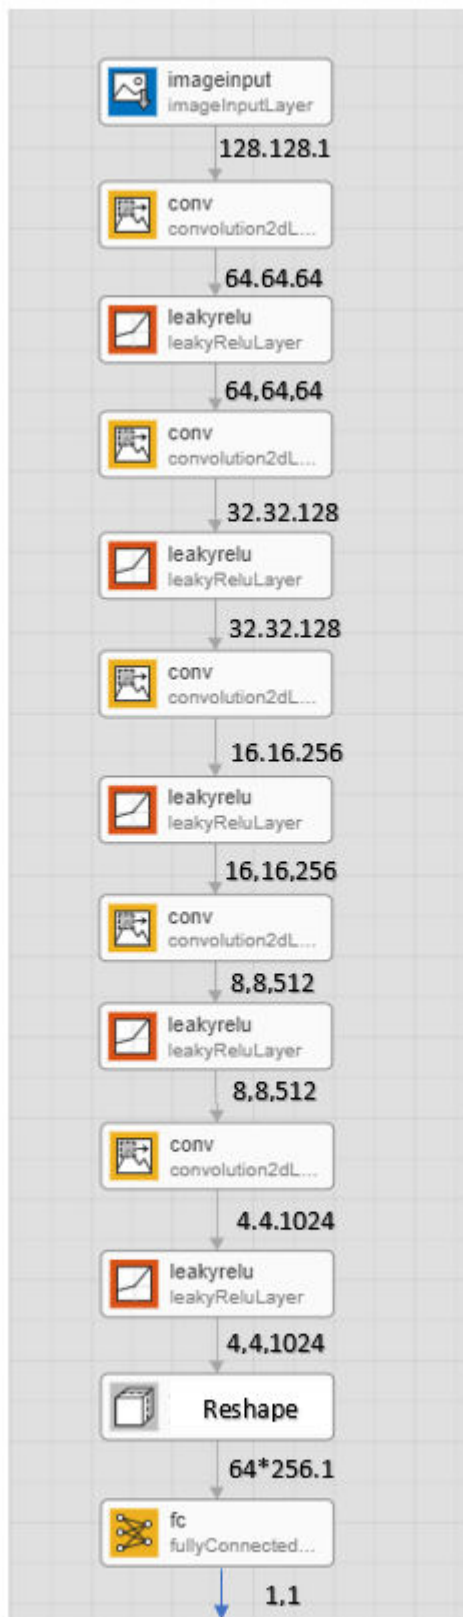 imageinput
imageInputLayer
128.128.1
conv
convolution2dL...
64.64.64
leakyrelu
leakyReluLayer
64,64,64
conv
convolution2dL...
32.32.128
leakyrelu
leakyReluLayer
32.32.128
conv
convolution2dL...
16.16.256
leakyrelu
leakyReluLayer
16,16,256
conv
convolution2dL...
8,8,512
leakyrelu
leakyReluLayer
8,8,512
conv
convolution2dL...
4.4.1024
leakyrelu
leakyReluLayer
4,4,1024
Reshape
64*256.1
fc
fullyConnected...
1,1